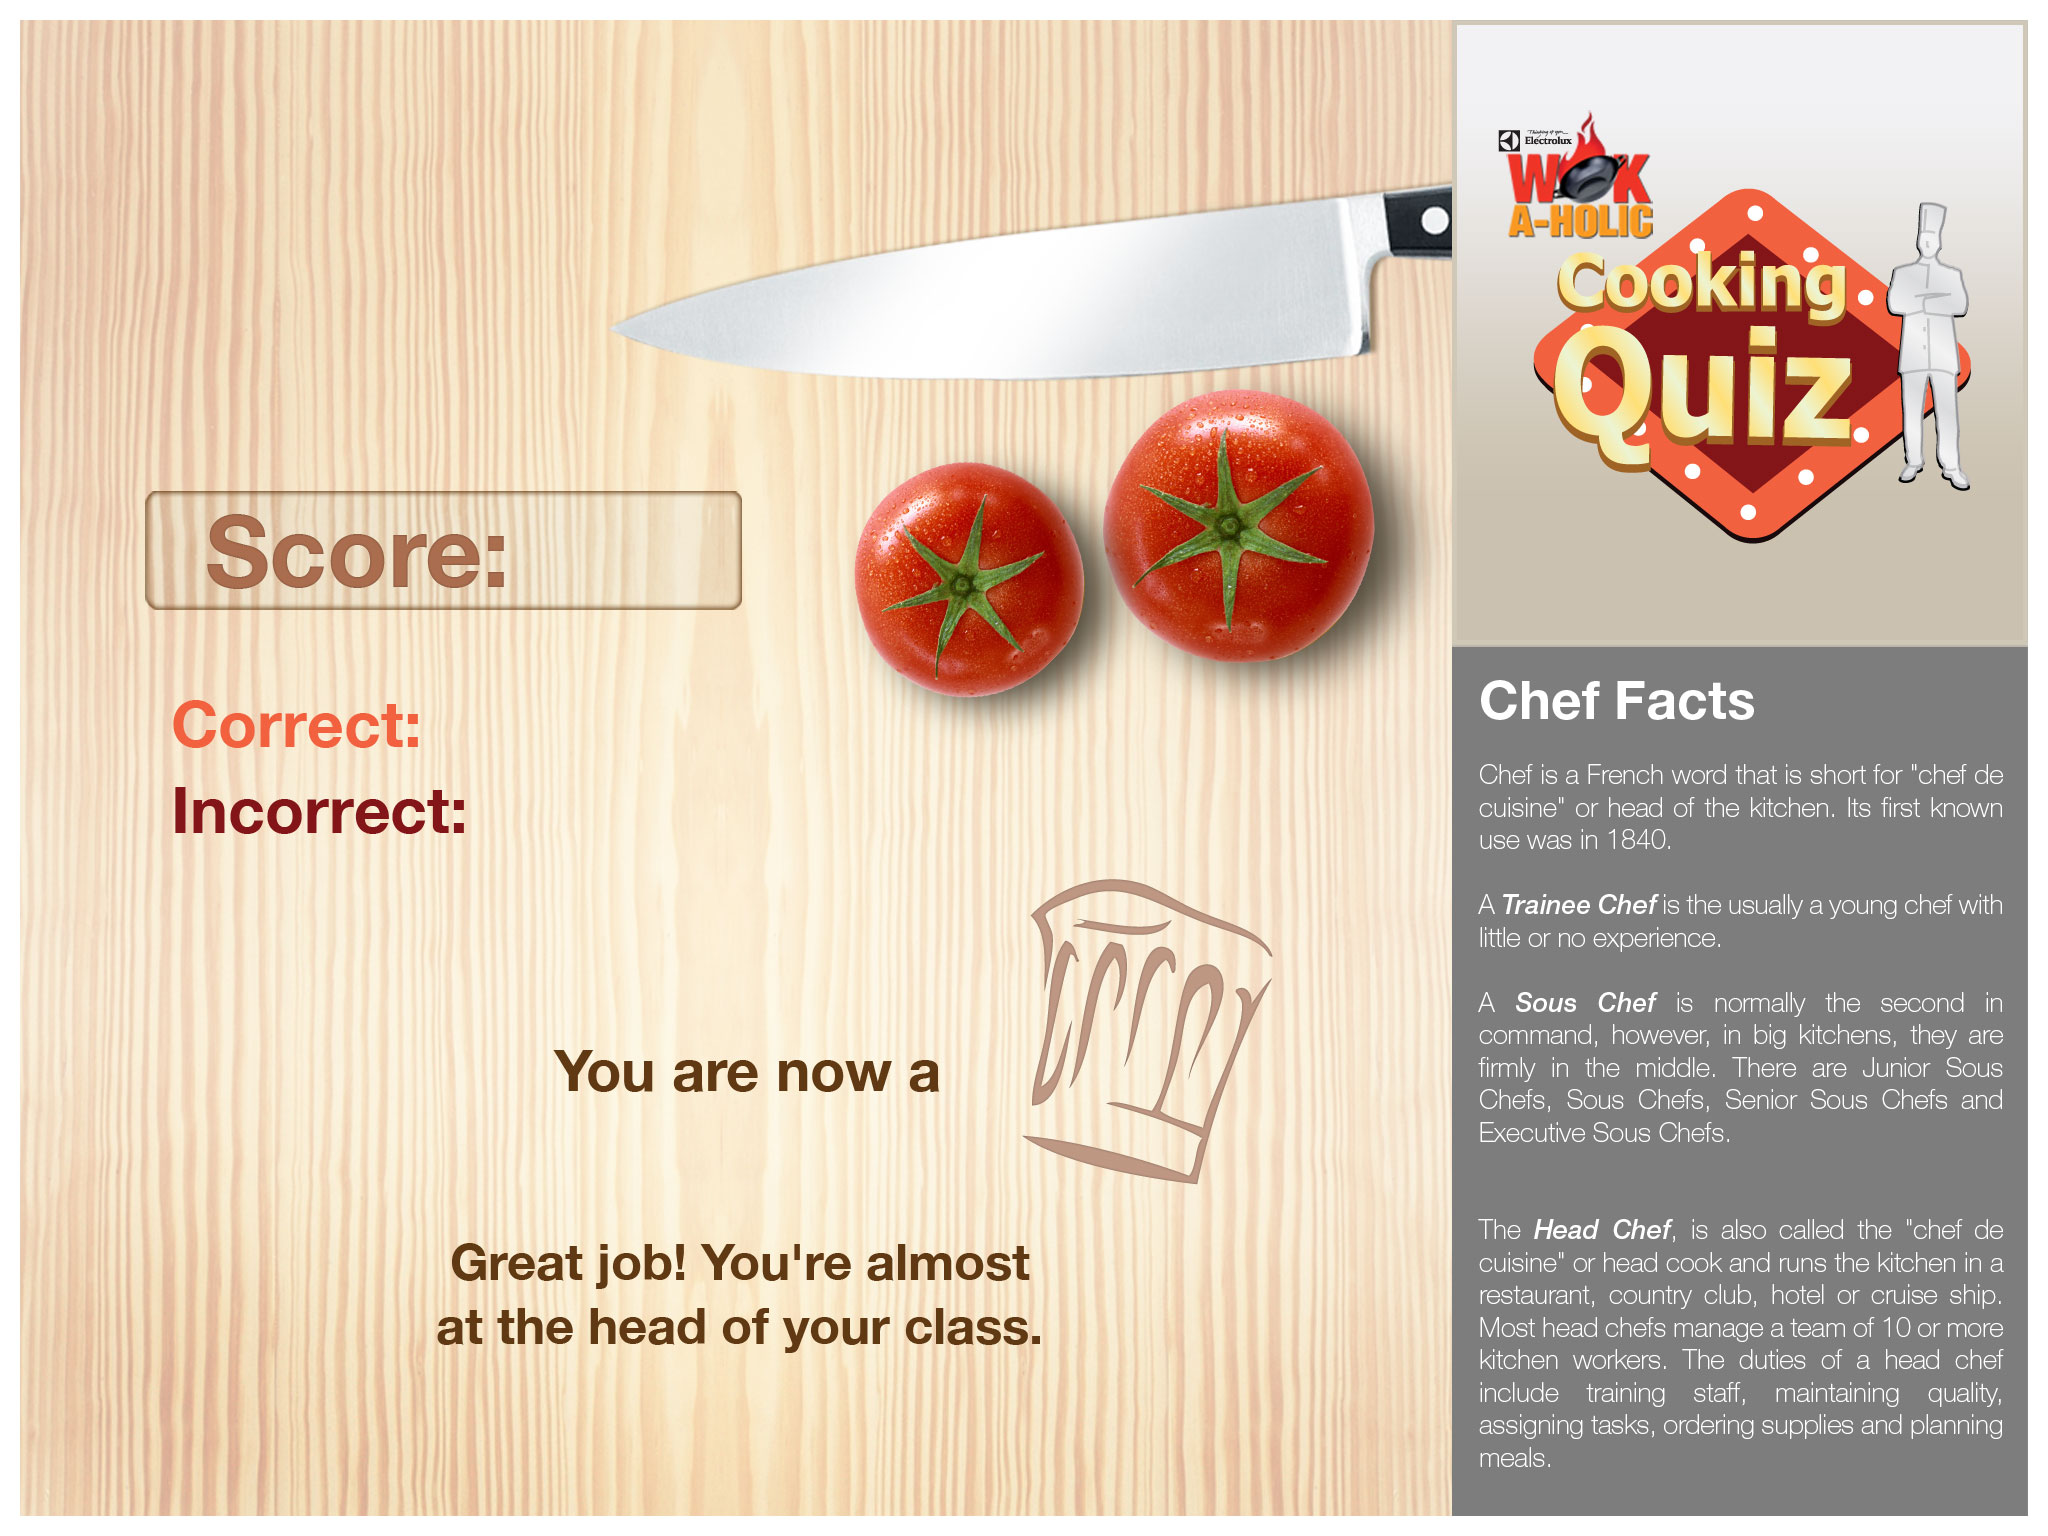 Score:
Correct:
Incorrect:
You are now a
Great job! You're almost
at the head of your class.
Thinking of you...
Electrolux
WOK
A-HOLIC
Cooking
Quiz
Chef Facts
Chef is a French word that is short for "chef de
cuisine" or head of the kitchen. Its first known
use was in 1840.
A Trainee Chef is the usually a young chef with
little or no experience.
A Sous Chef is normally the second in
command, however, in big kitchens, they are
firmly in the middle. There are Junior Sous
Chefs, Sous Chefs, Senior Sous Chefs and
Executive Sous Chefs.
The Head Chef, is also called the "chef de
cuisine" or head cook and runs the kitchen in a
restaurant, country club, hotel or cruise ship.
Most head chefs manage a team of 10 or more
kitchen workers. The duties of a head chef
include training staff, maintaining quality,
assigning tasks, ordering supplies and planning
meals.